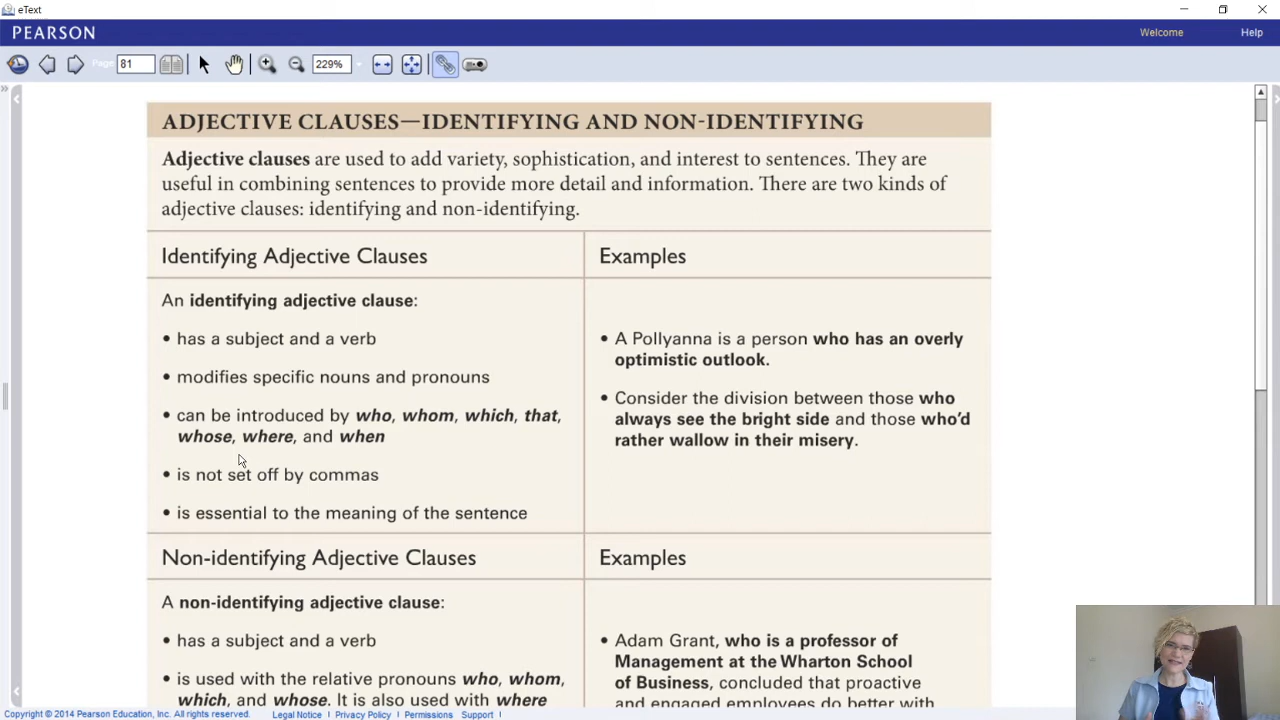 eText
PEARSON
Welcome
Help
Page
81
229%
ADJECTIVE CLAUSES—IDENTIFYING AND NON-IDENTIFYING
Adjective clauses are used to add variety, sophistication, and interest to sentences. They are
useful in combining sentences to provide more detail and information. There are two kinds of
adjective clauses: identifying and non-identifying.
Identifying Adjective Clauses
Examples
An identifying adjective clause:
• has a subject and a verb
• modifies specific nouns and pronouns
• can be introduced by who, whom, which, that,
whose, where, and when
• is not set off by commas
• is essential to the meaning of the sentence
• A Pollyanna is a person who has an overly
optimistic outlook.
• Consider the division between those who
always see the bright side and those who'd
rather wallow in their misery.
Non-identifying Adjective Clauses
Examples
A non-identifying adjective clause:
• has a subject and a verb
• is used with the relative pronouns who, whom,
which, and whose. It is also used with where
• Adam Grant, who is a professor of
Management at the Wharton School
of Business, concluded that proactive
and engaged employees do better with
Copyright © 2014 Pearson Education, Inc. All rights reserved.
Legal Notice | Privacy Policy | Permissions Support |